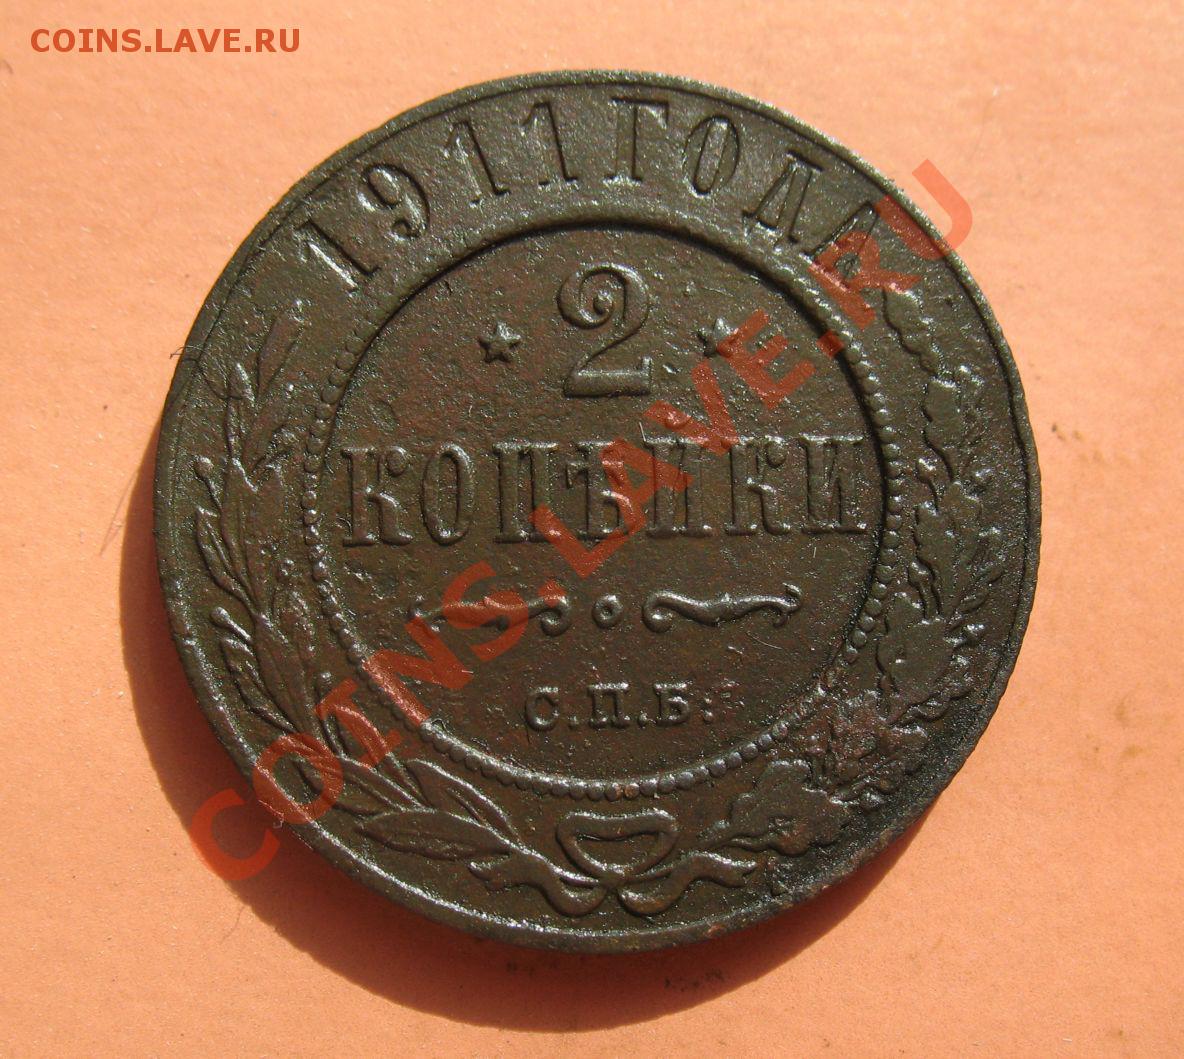 COINS.LAVE.RU
1911 ГОДА
2
КОПѢЙКИ
С.П.Б:
COINS.LAVE.RU